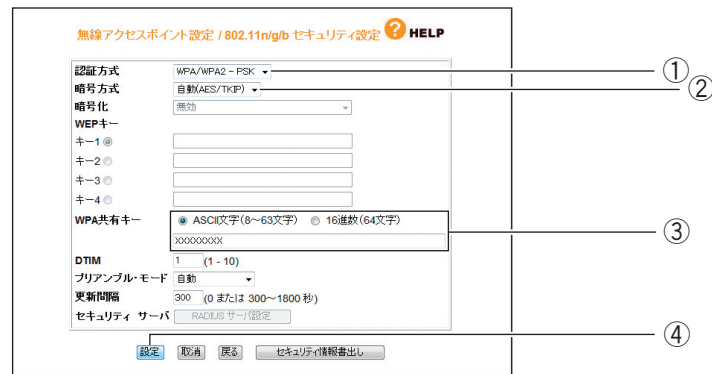 無線アクセスポイント設定 / 802.11n/g/b セキュリティ設定 ? HELP
認証方式 WPA/WPA2 - PSK ①
暗号方式 自動(AES/TKIP) ②
暗号化 無効
WEPキー
キー1
キー2
キー3
キー4
WPA共有キー ASCII文字(8~63文字) 16進数(64文字) ③
XXXXXXXX
DTIM 1 (1 - 10)
プリアンブル・モード 自動
更新間隔 300 (0 または 300~1800 秒)
セキュリティ サーバ RADIUS サーバ設定
設定 取消 戻る セキュリティ情報書出し ④